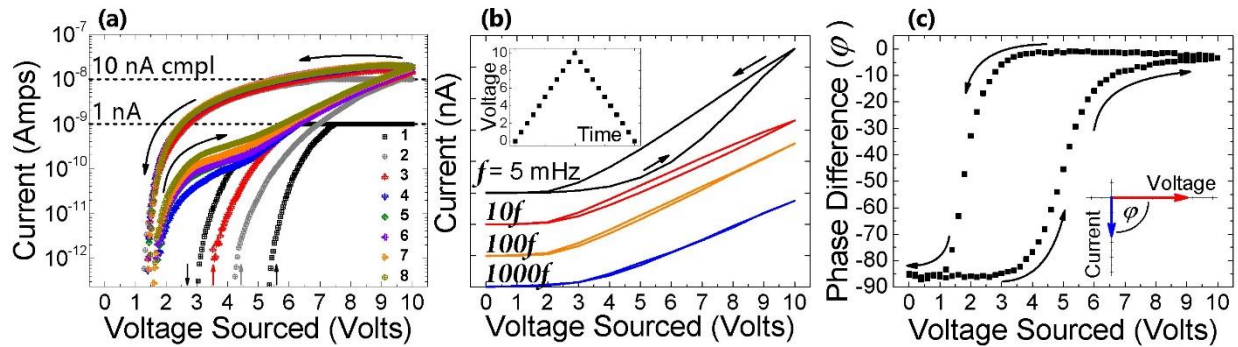 (a)
10⁻⁷
10⁻⁸
10⁻⁹
10⁻¹⁰
10⁻¹¹
10⁻¹²
Current (Amps)
10 nA cmpl
1 nA
1
2
3
4
5
6
7
8
0 1 2 3 4 5 6 7 8 9 10
Voltage Sourced (Volts)
(b)
Current (nA)
10
8
6
4
2
0
Voltage
Time
f = 5 mHz
10f
100f
1000f
0 1 2 3 4 5 6 7 8 9 10
Voltage Sourced (Volts)
(c)
Phase Difference (φ)
0
-10
-20
-30
-40
-50
-60
-70
-80
-90
Voltage
Current
φ
0 1 2 3 4 5 6 7 8 9 10
Voltage Sourced (Volts)